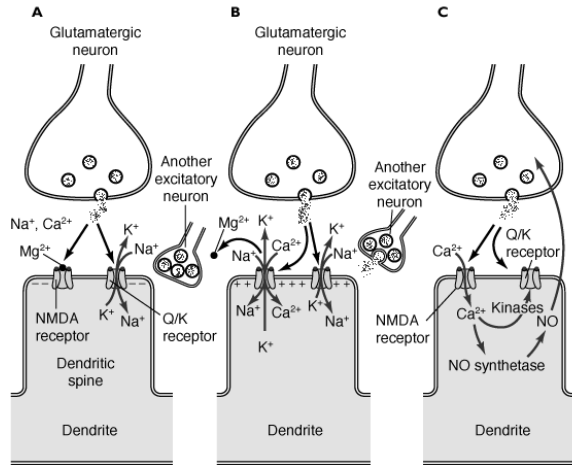 A
Glutamatergic
neuron
Another
excitatory
neuron
Na⁺, Ca²⁺
K⁺
Na⁺
Mg²⁺
K⁺
Na⁺
NMDA
receptor
Q/K
receptor
Dendritic
spine
Dendrite
B
Glutamatergic
neuron
Another
excitatory
neuron
Mg²⁺
K⁺
Ca²⁺
Na⁺
K⁺
Na⁺
Na⁺
Ca²⁺
K⁺
Na⁺
K⁺
Dendrite
C
Q/K
receptor
Ca²⁺
NMDA
receptor
Ca²⁺
Kinases
NO
NO synthetase
Dendrite